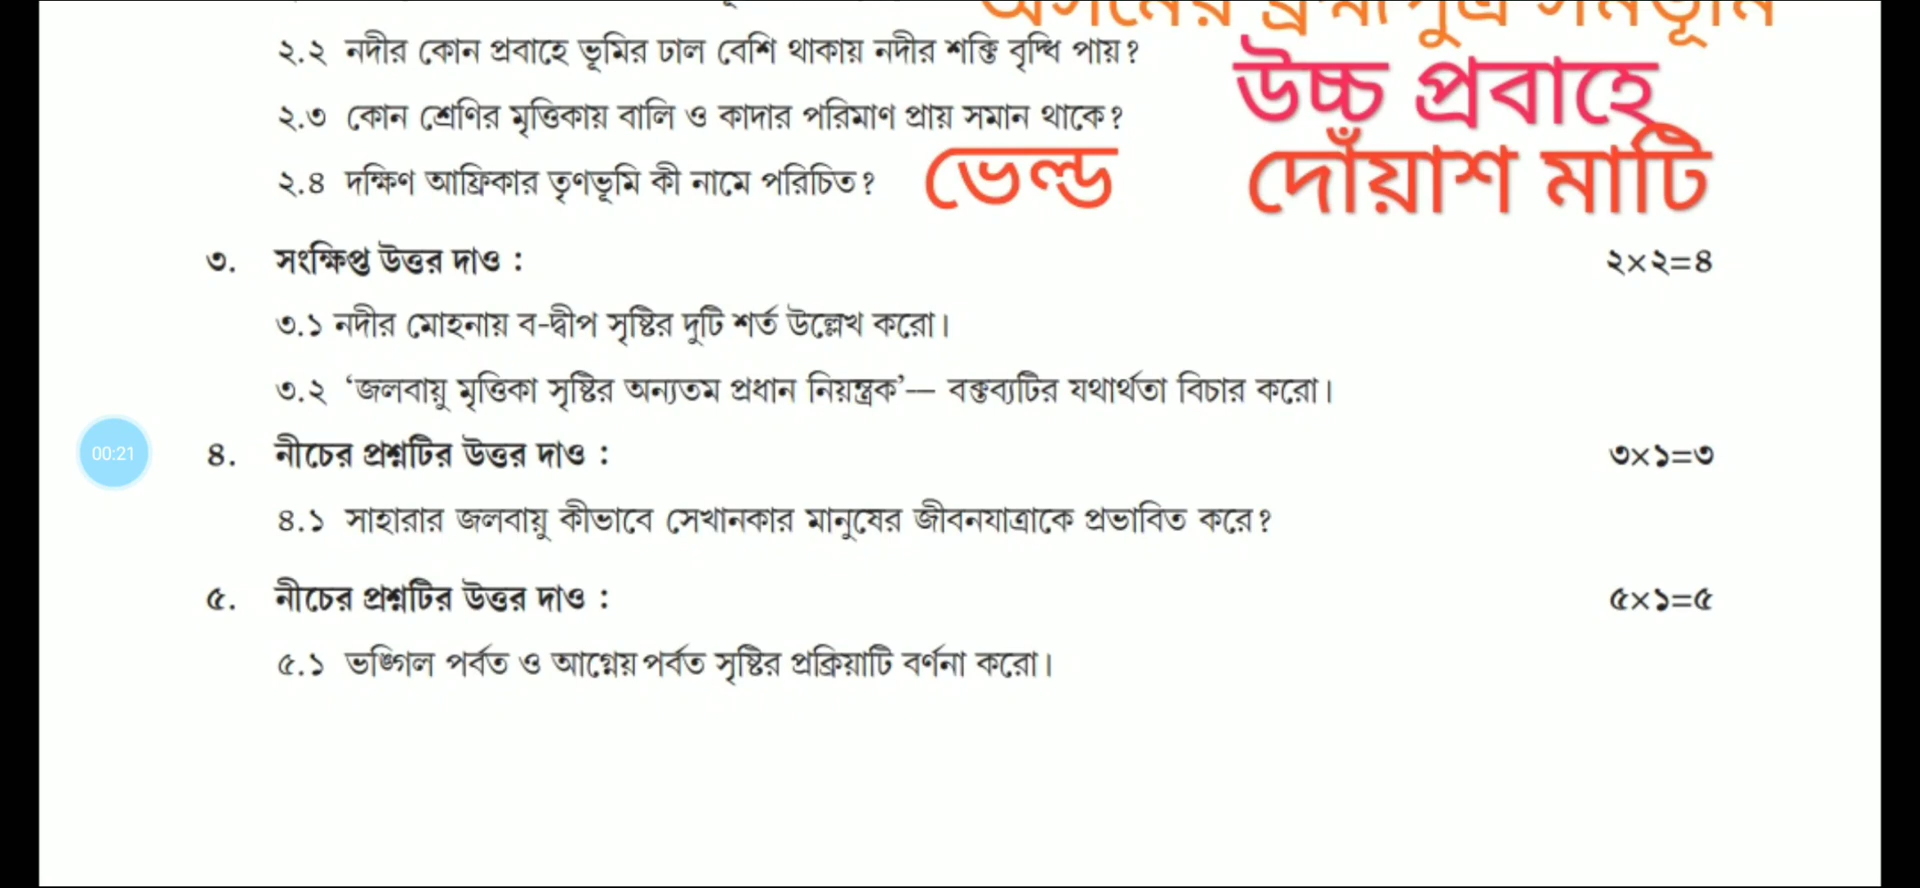 ২.২ নদীর কোন প্রবাহে ভূমির ঢাল বেশি থাকায় নদীর শক্তি বৃদ্ধি পায়?
উচ্চ প্রবাহে
২.৩ কোন শ্রেণির মৃত্তিকায় বালি ও কাদার পরিমাণ প্রায় সমান থাকে?
দোঁয়াশ মাটি
২.৪ দক্ষিণ আফ্রিকার তৃণভূমি কী নামে পরিচিত?
ভেল্ড
৩. সংক্ষিপ্ত উত্তর দাও : ২×২=৪
৩.১ নদীর মোহনায় ব-দ্বীপ সৃষ্টির দুটি শর্ত উল্লেখ করো।
৩.২ ‘জলবায়ু মৃত্তিকা সৃষ্টির অন্যতম প্রধান নিয়ন্ত্রক’— বক্তব্যটির যথার্থতা বিচার করো।
00:21
৪. নীচের প্রশ্নটির উত্তর দাও : ৩×১=৩
৪.১ সাহারার জলবায়ু কীভাবে সেখানকার মানুষের জীবনযাত্রাকে প্রভাবিত করে?
৫. নীচের প্রশ্নটির উত্তর দাও : ৫×১=৫
৫.১ ভঙ্গিল পর্বত ও আগ্নেয় পর্বত সৃষ্টির প্রক্রিয়াটি বর্ণনা করো।